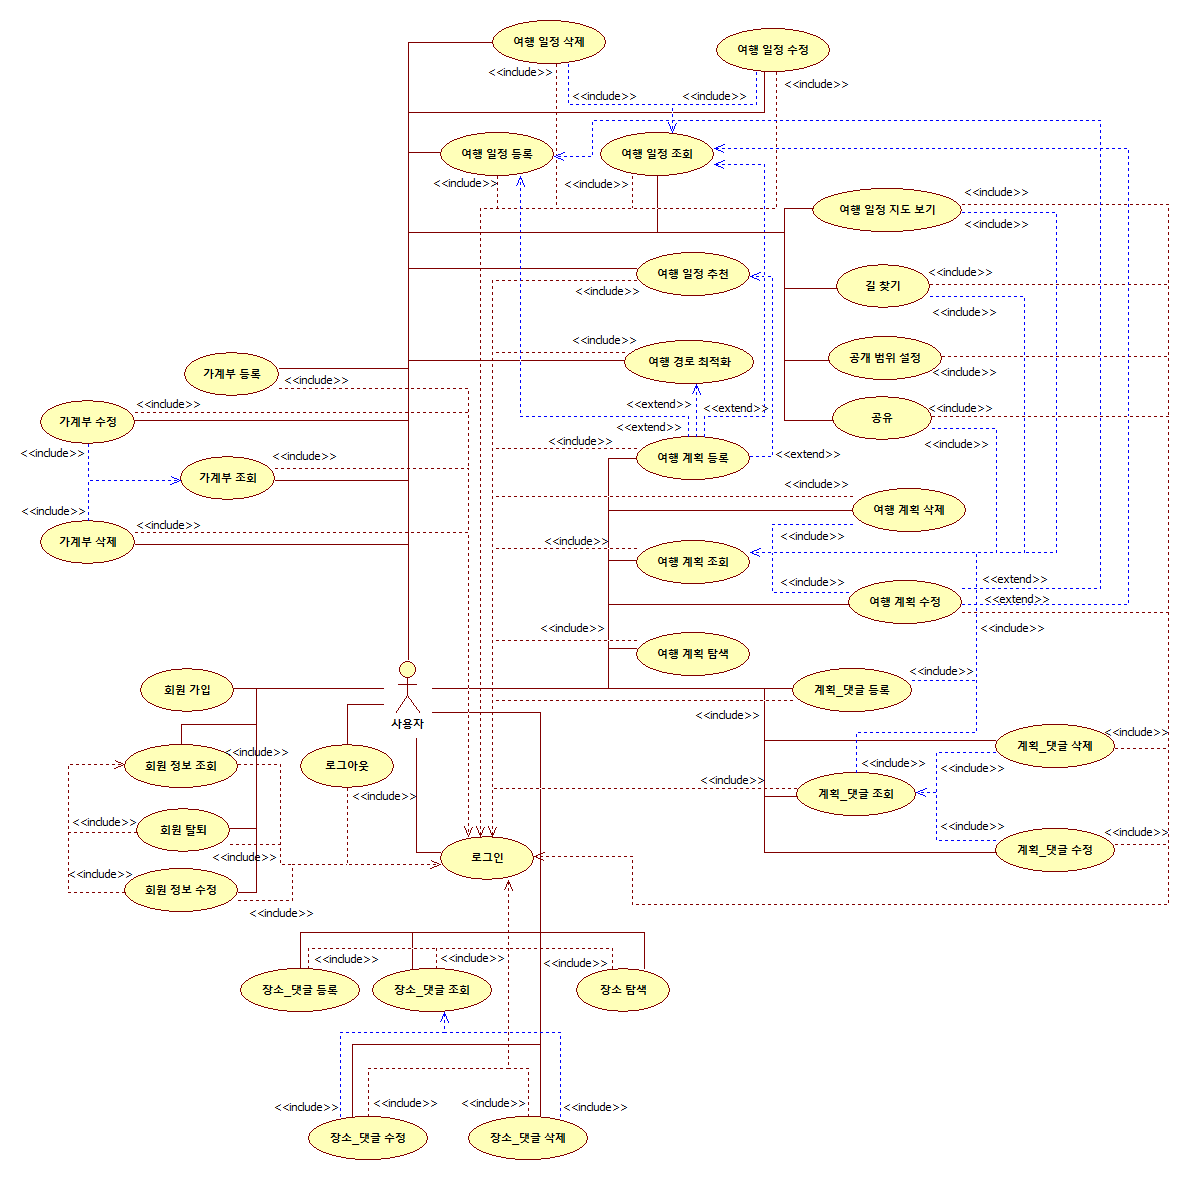 여행 일정 삭제
여행 일정 수정
<<include>>
<<include>>
<<include>>
<<include>>
여행 일정 등록
여행 일정 조회
<<include>>
<<include>>
<<include>>
여행 일정 지도 보기
<<include>>
여행 일정 추천
<<include>>
길 찾기
<<include>>
<<include>>
<<include>>
공개 범위 설정
여행 경로 최적화
<<include>>
가계부 등록
<<include>>
<<include>>
<<extend>>
<<extend>>
<<include>>
가계부 수정
공유
<<extend>>
<<include>>
<<include>>
<<include>>
<<include>>
<<extend>>
여행 계획 등록
가계부 조회
<<include>>
여행 계획 삭제
<<include>>
<<include>>
<<include>>
<<include>>
가계부 삭제
여행 계획 조회
<<include>>
<<extend>>
<<extend>>
여행 계획 수정
<<include>>
<<include>>
여행 계획 탐색
<<include>>
회원 가입
계획_댓글 등록
<<include>>
사용자
<<include>>
계획_댓글 삭제
<<include>>
회원 정보 조회
로그아웃
<<include>>
<<include>>
<<include>>
계획_댓글 조회
<<include>>
<<include>>
회원 탈퇴
<<include>>
<<include>>
계획_댓글 수정
<<include>>
로그인
<<include>>
회원 정보 수정
<<include>>
<<include>>
<<include>>
<<include>>
장소_댓글 등록
장소_댓글 조회
장소 탐색
<<include>>
<<include>>
<<include>>
<<include>>
장소_댓글 수정
장소_댓글 삭제